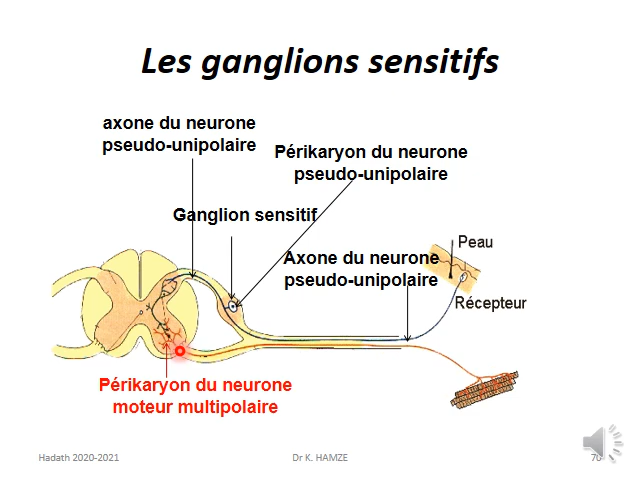 Les ganglions sensitifs
axone du neurone
pseudo-unipolaire
Périkaryon du neurone
pseudo-unipolaire
Ganglion sensitif
Peau
Axone du neurone
pseudo-unipolaire
Récepteur
Périkaryon du neurone
moteur multipolaire
Hadath 2020-2021
Dr K. HAMZE
70